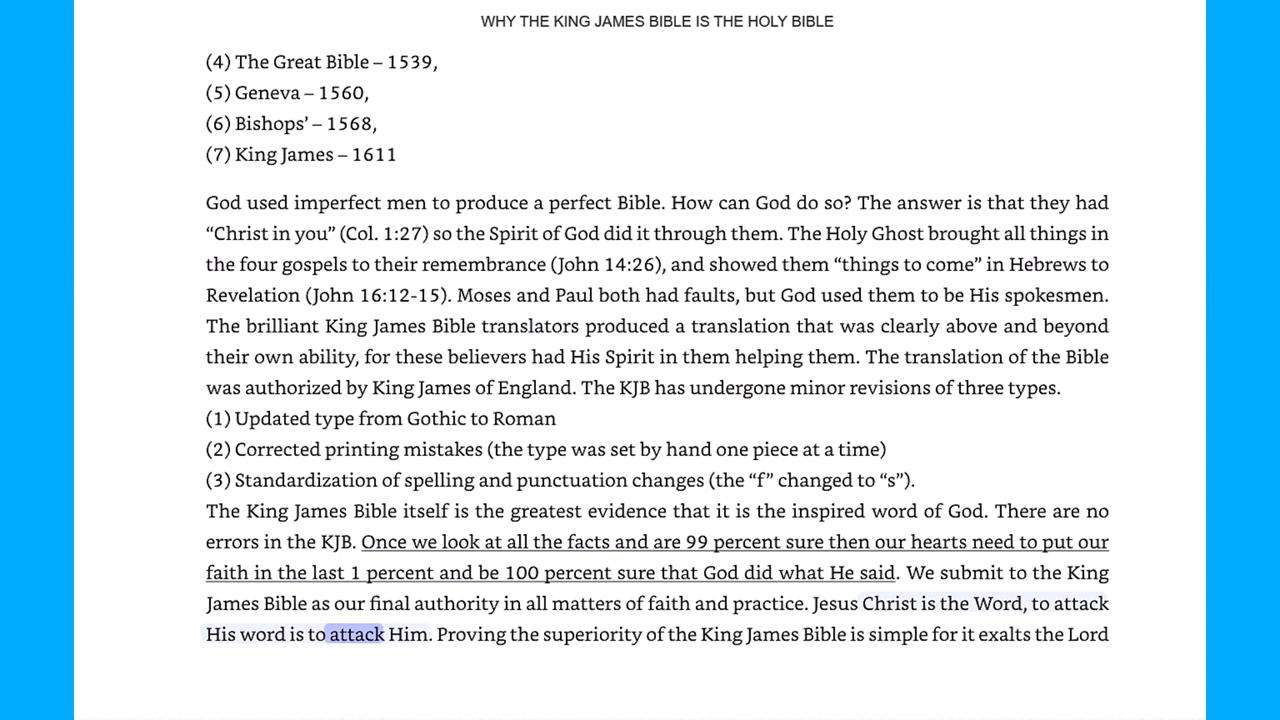 WHY THE KING JAMES BIBLE IS THE HOLY BIBLE
(4) The Great Bible – 1539,
(5) Geneva – 1560,
(6) Bishops’ – 1568,
(7) King James – 1611
God used imperfect men to produce a perfect Bible. How can God do so? The answer is that they had
“Christ in you” (Col. 1:27) so the Spirit of God did it through them. The Holy Ghost brought all things in
the four gospels to their remembrance (John 14:26), and showed them “things to come” in Hebrews to
Revelation (John 16:12-15). Moses and Paul both had faults, but God used them to be His spokesmen.
The brilliant King James Bible translators produced a translation that was clearly above and beyond
their own ability, for these believers had His Spirit in them helping them. The translation of the Bible
was authorized by King James of England. The KJB has undergone minor revisions of three types.
(1) Updated type from Gothic to Roman
(2) Corrected printing mistakes (the type was set by hand one piece at a time)
(3) Standardization of spelling and punctuation changes (the “f” changed to “s”).
The King James Bible itself is the greatest evidence that it is the inspired word of God. There are no
errors in the KJB. Once we look at all the facts and are 99 percent sure then our hearts need to put our
faith in the last 1 percent and be 100 percent sure that God did what He said. We submit to the King
James Bible as our final authority in all matters of faith and practice. Jesus Christ is the Word, to attack
His word is to attack Him. Proving the superiority of the King James Bible is simple for it exalts the Lord